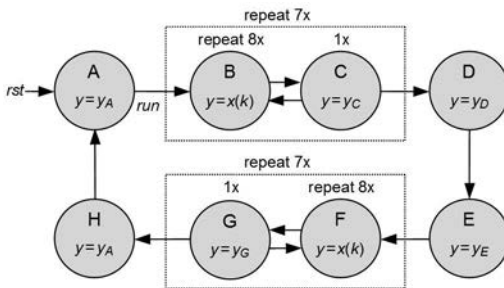 repeat 7x
repeat 8x 1x
A B C D
rst y=y_A run y=x(k) y=y_C y=y_D
repeat 7x
1x repeat 8x
H G F E
y=y_A y=y_G y=x(k) y=y_E